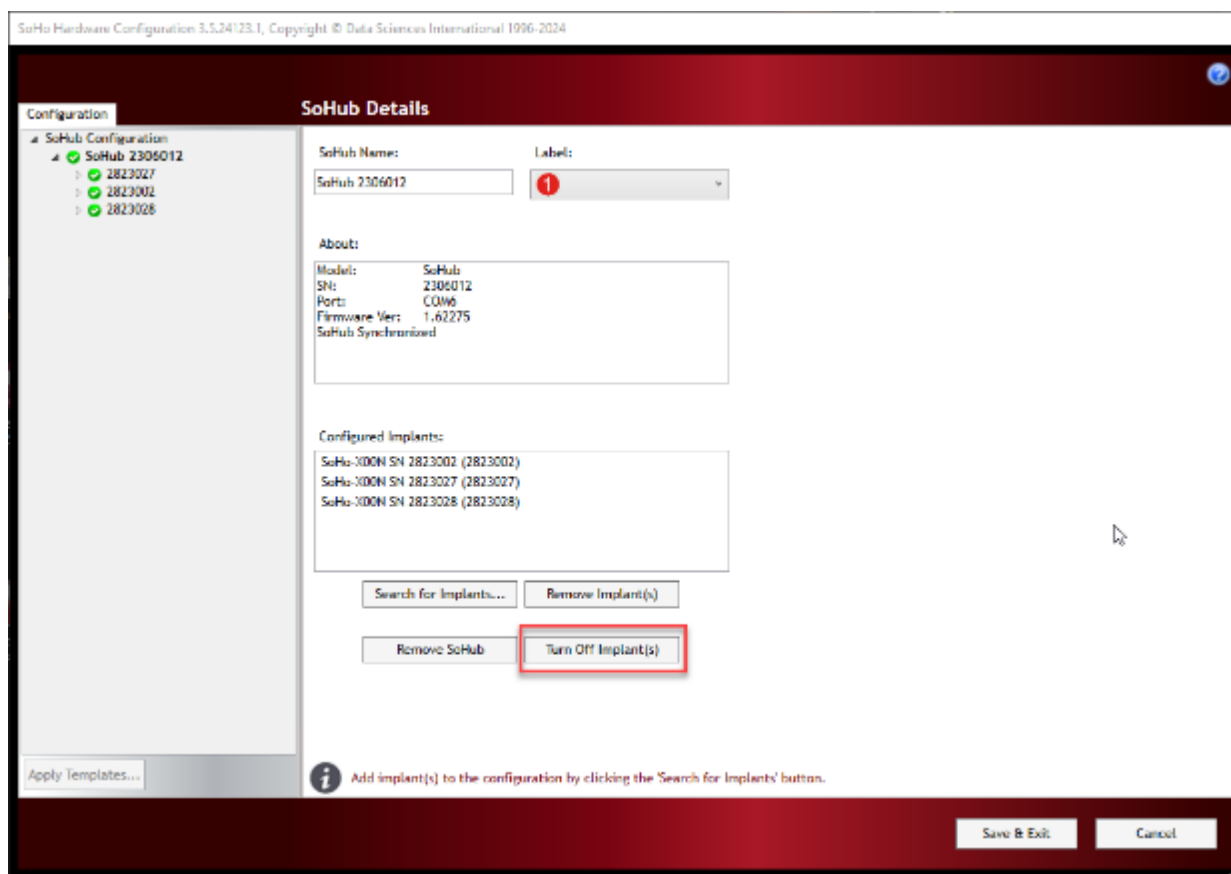 SoHo Hardware Configuration 3.5.24123.1, Copyright © Data Sciences International 1996-2024
Configuration
SoHub Configuration
SoHub 2306012
2823027
2823002
2823028
Apply Templates...
SoHub Details
SoHub Name: Label:
SoHub 2306012 1
About:
Model: SoHub
SN: 2306012
Port: COM6
Firmware Ver: 1.62275
SoHub Synchronized
Configured Implants:
SoHo-X00N SN 2823002 (2823002)
SoHo-X00N SN 2823027 (2823027)
SoHo-X00N SN 2823028 (2823028)
Search for Implants... Remove Implant(s)
Remove SoHub Turn Off Implant(s)
Add implant(s) to the configuration by clicking the 'Search for Implants' button.
Save & Exit Cancel